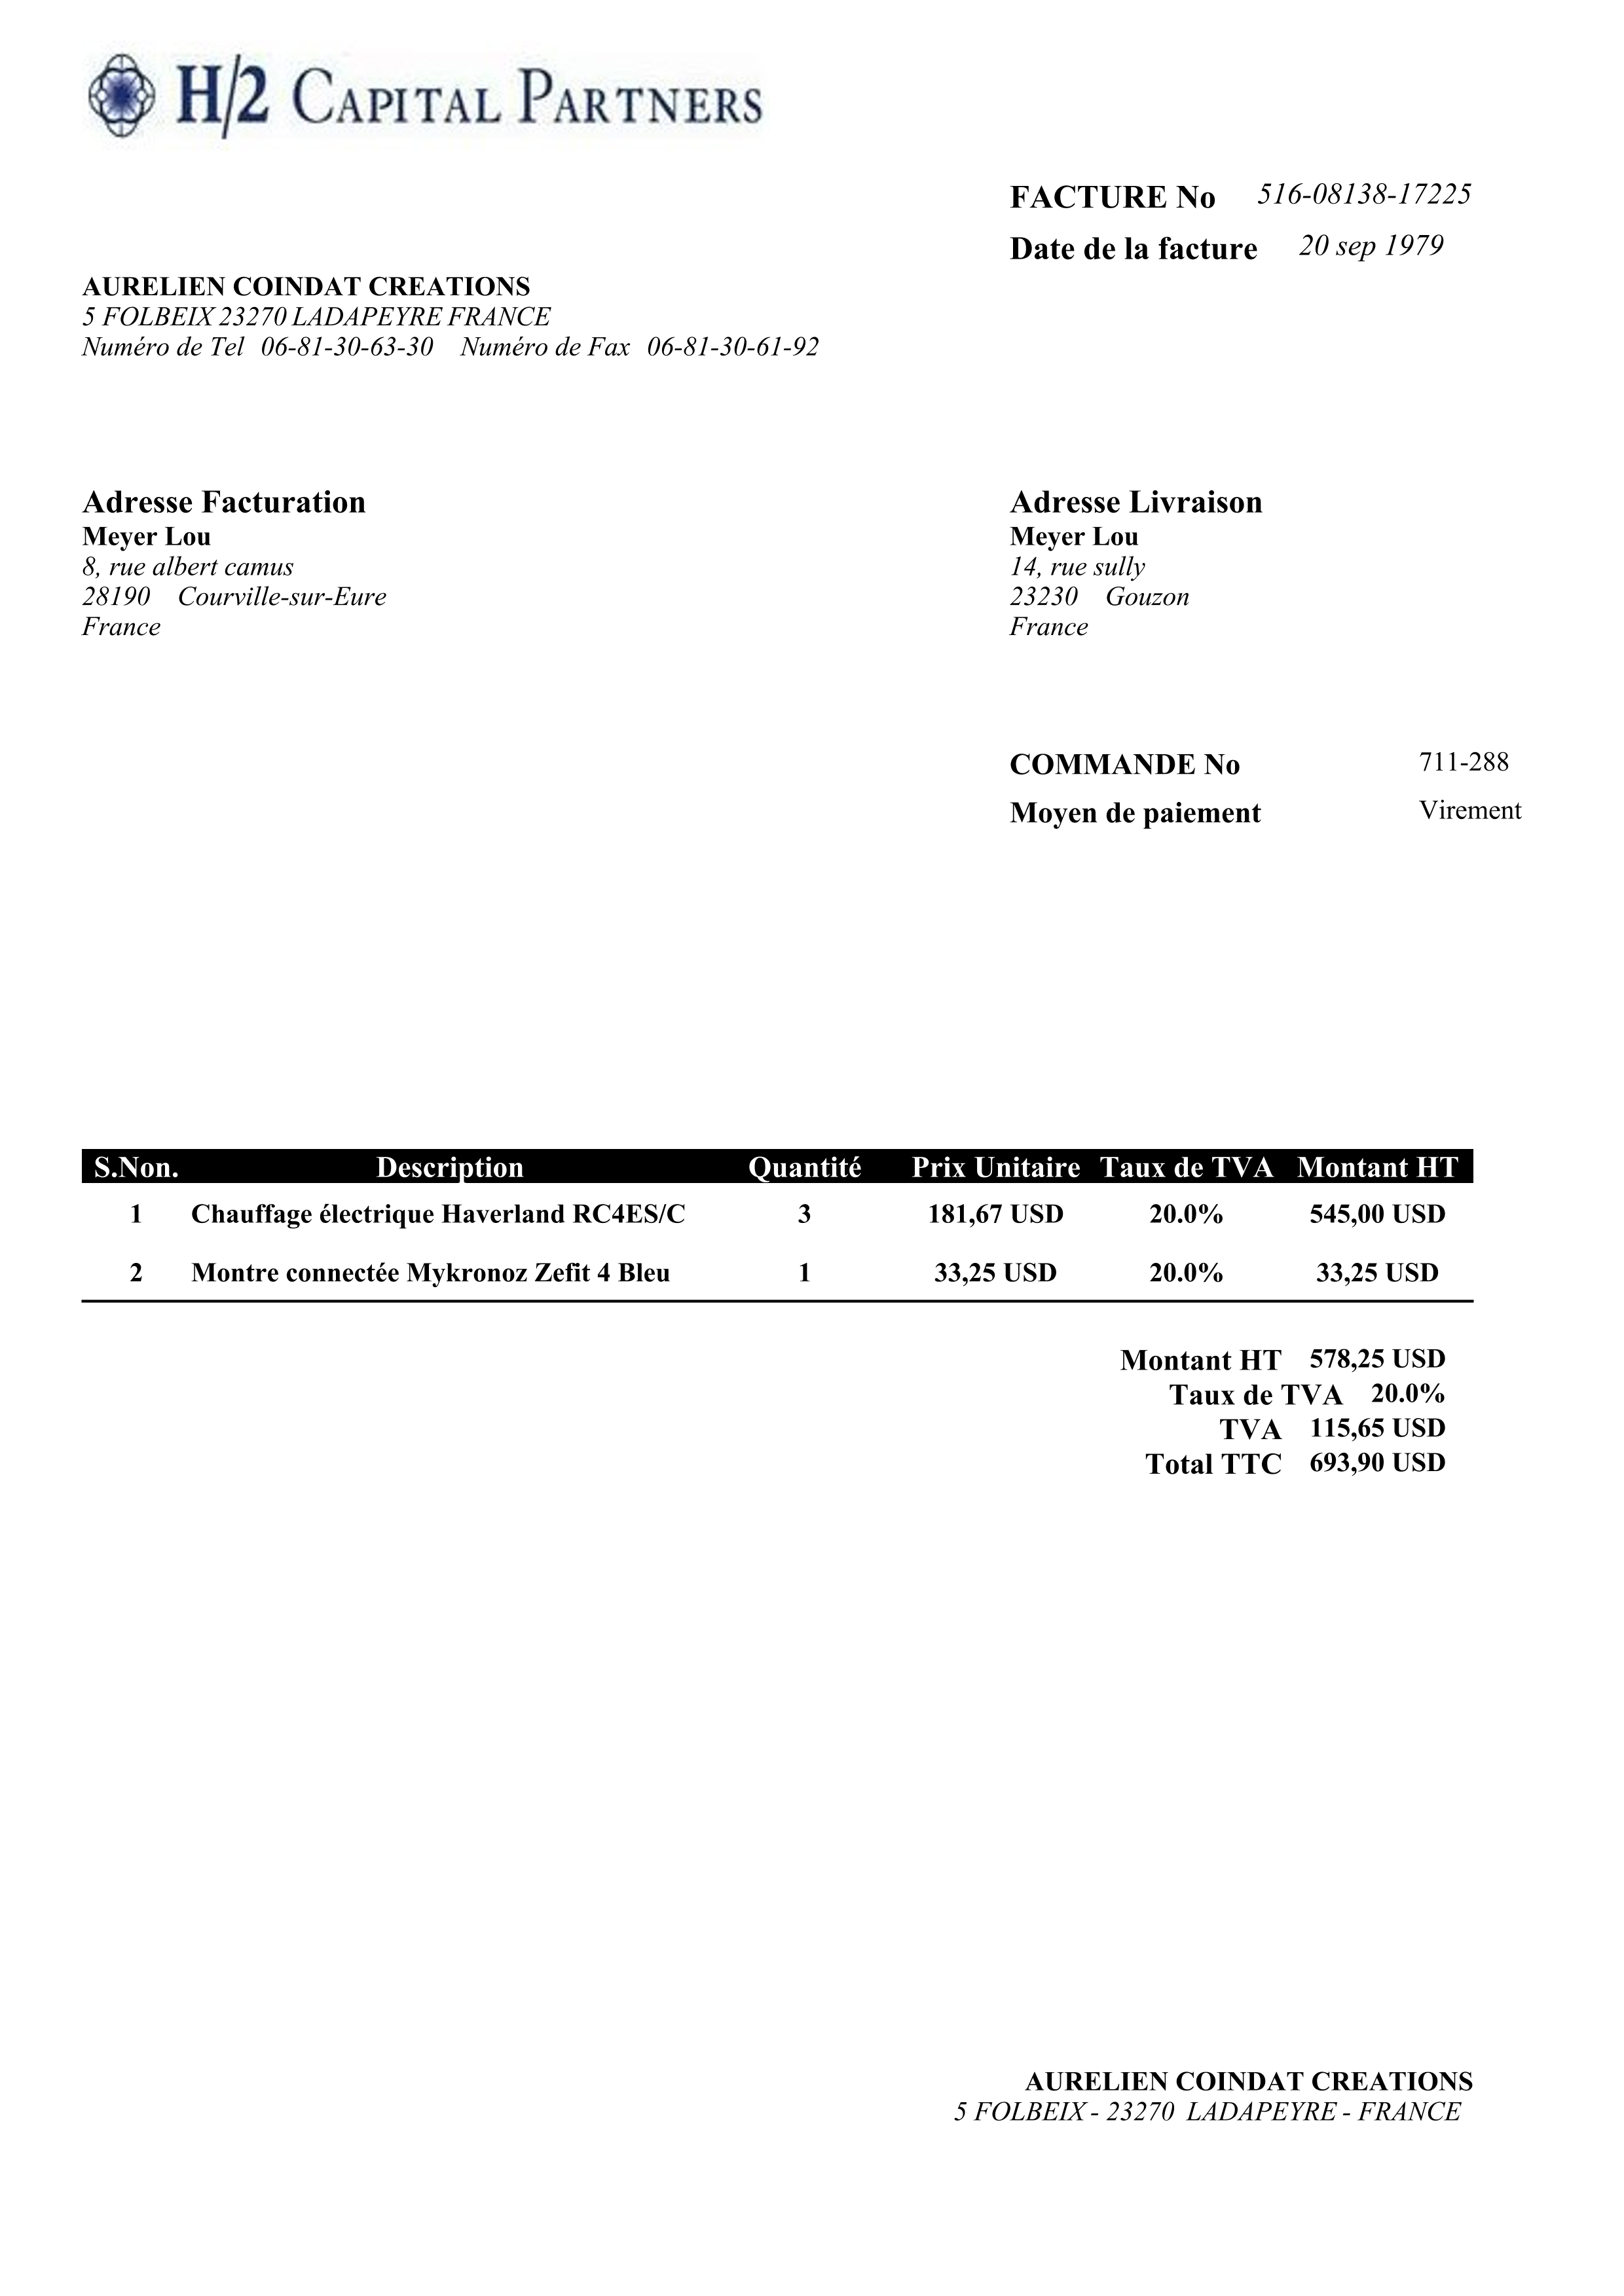 H/2 CAPITAL PARTNERS
FACTURE No 516-08138-17225
Date de la facture 20 sep 1979
AURELIEN COINDAT CREATIONS
5 FOLBEIX 23270 LADAPEYRE FRANCE
Numéro de Tel 06-81-30-63-30 Numéro de Fax 06-81-30-61-92
Adresse Facturation
Meyer Lou
8, rue albert camus
28190 Courville-sur-Eure
France
Adresse Livraison
Meyer Lou
14, rue sully
23230 Gouzon
France
COMMANDE No 711-288
Moyen de paiement Virement
S.Non. Description Quantité Prix Unitaire Taux de TVA Montant HT
1 Chauffage électrique Haverland RC4ES/C 3 181,67 USD 20.0% 545,00 USD
2 Montre connectée Mykronoz Zefit 4 Bleu 1 33,25 USD 20.0% 33,25 USD
Montant HT 578,25 USD
Taux de TVA 20.0%
TVA 115,65 USD
Total TTC 693,90 USD
AURELIEN COINDAT CREATIONS
5 FOLBEIX - 23270 LADAPEYRE - FRANCE